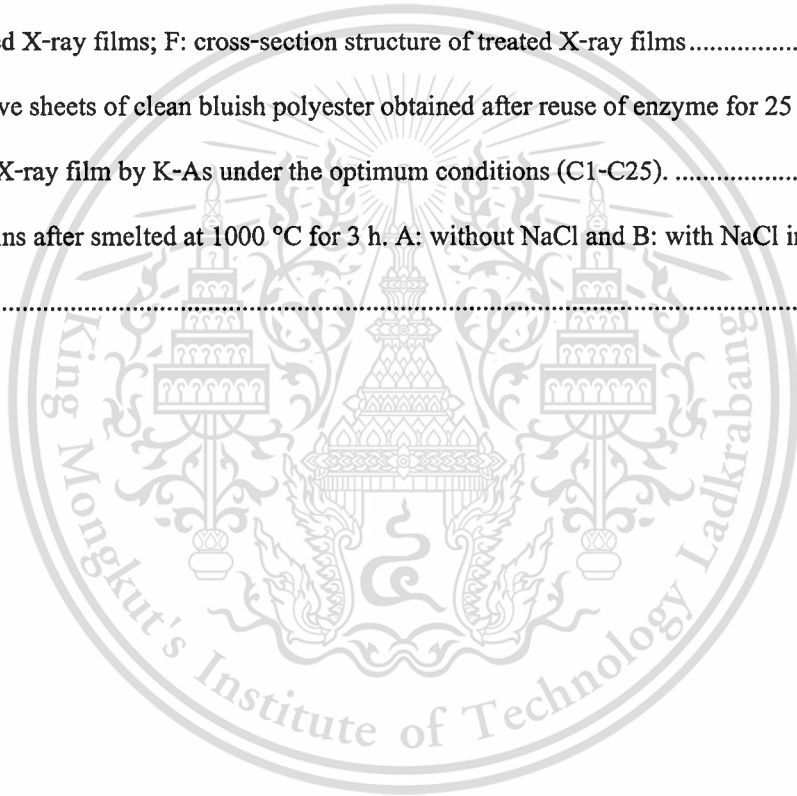 ed X-ray films; F: cross-section structure of treated X-ray films..................
ve sheets of clean bluish polyester obtained after reuse of enzyme for 25
X-ray film by K-As under the optimum conditions (C1-C25). ....................
ns after smelted at 1000 °C for 3 h. A: without NaCl and B: with NaCl in
....................................................................................................
King Mongkut's Institute of Technology Ladkrabang